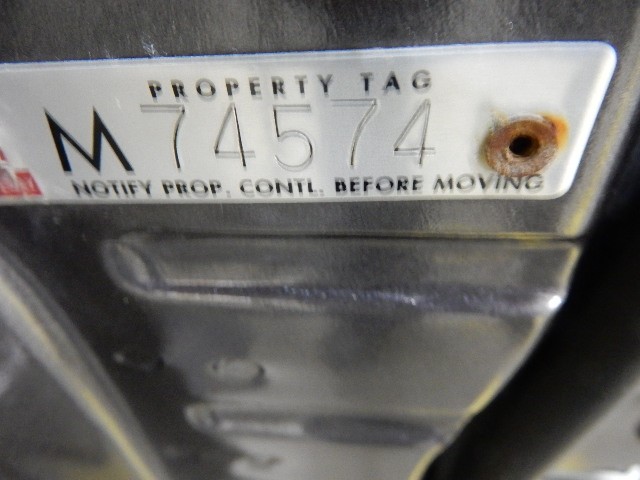 PROPERTY TAG
M 74574
NOTIFY PROP. CONTL. BEFORE MOVING